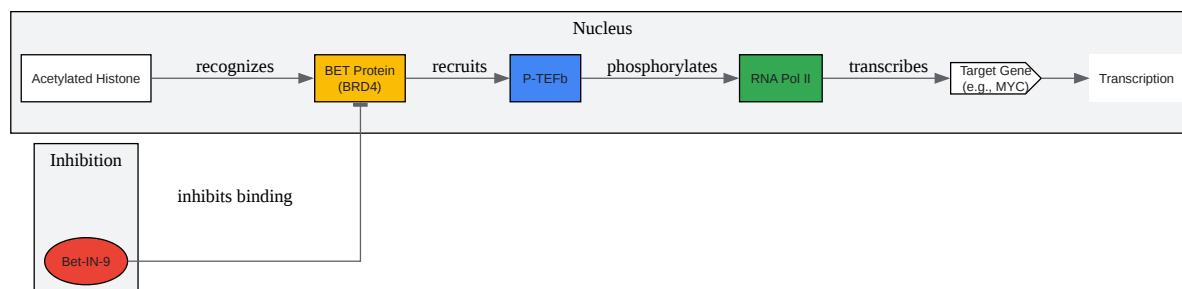 Nucleus
Acetylated Histone
recognizes
BET Protein
(BRD4)
recruits
P-TEFb
phosphorylates
RNA Pol II
transcribes
Target Gene
(e.g., MYC)
Transcription
Inhibition
inhibits binding
Bet-IN-9